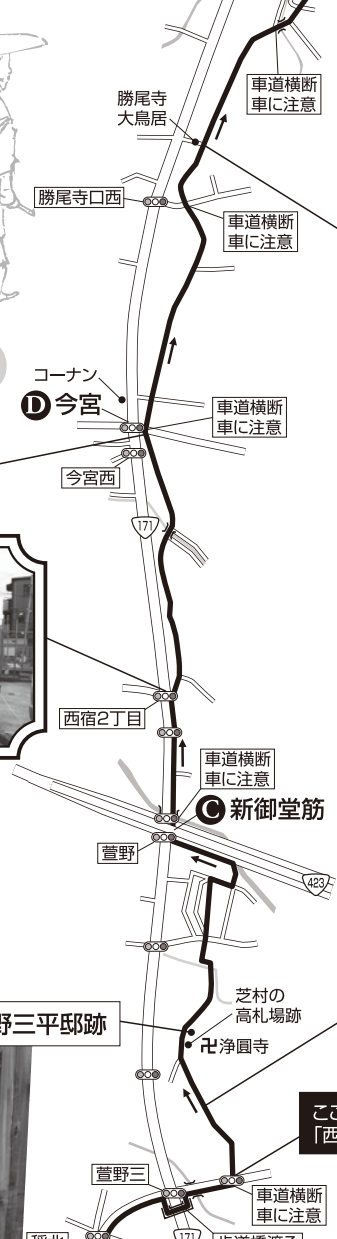 車道横断
車に注意
勝尾寺
大鳥居
勝尾寺口西
車道横断
車に注意
コーナン
D 今宮
車道横断
車に注意
今宮西
171
西宿2丁目
車道横断
車に注意
C 新御堂筋
萱野
423
芝村の
高札場跡
野三平邸跡
卍浄圓寺
ここ
「西
萱野三
車道横断
車に注意
171